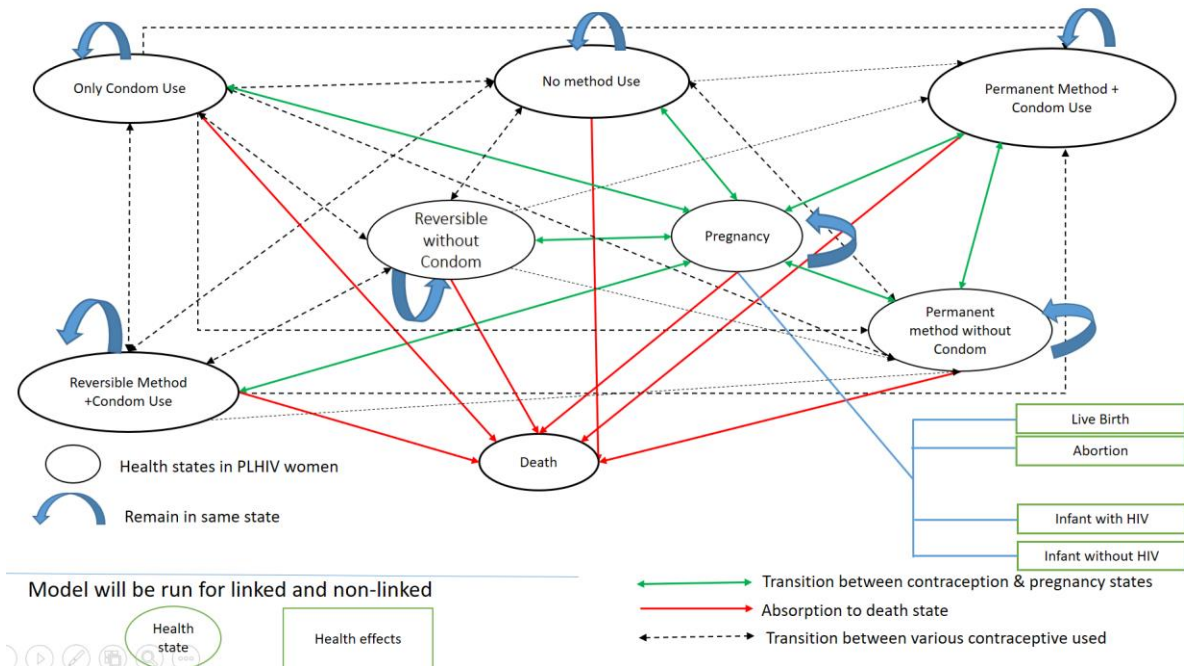 Only Condom Use
No method Use
Permanent Method +
Condom Use
Reversible
without
Condom
Pregnancy
Permanent
method without
Condom
Reversible Method
+Condom Use
Death
Live Birth
Abortion
Infant with HIV
Infant without HIV
Health states in PLHIV women
Remain in same state
Model will be run for linked and non-linked
Health
state
Health effects
Transition between contraception & pregnancy states
Absorption to death state
Transition between various contraceptive used